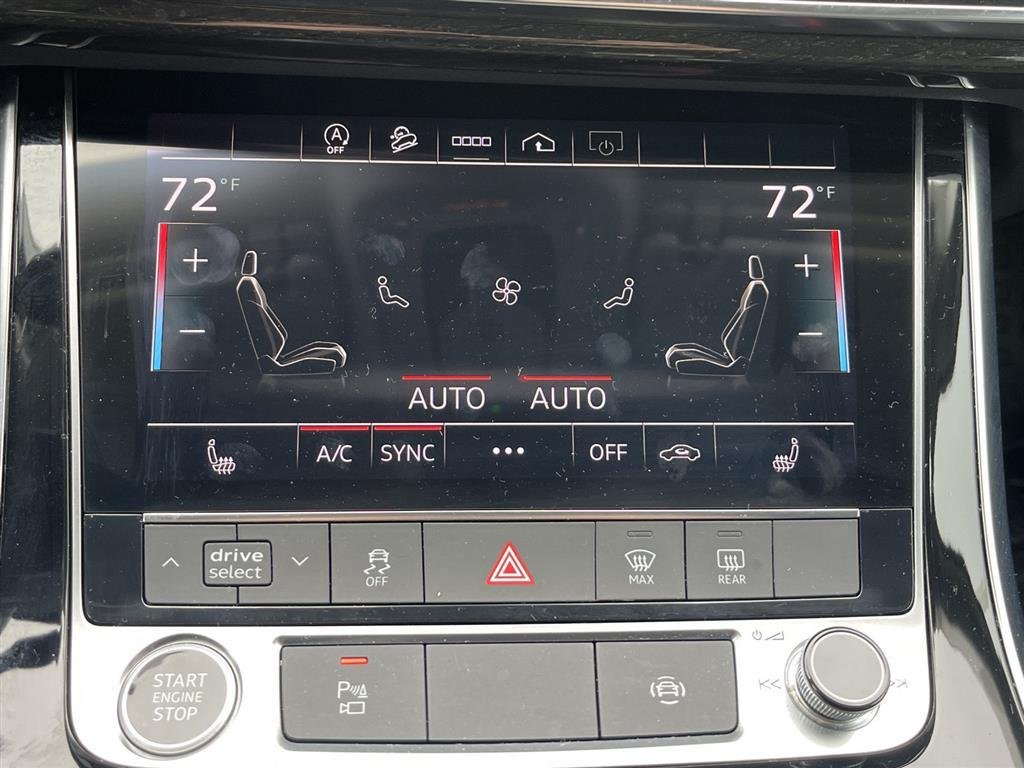 A
OFF
72°F
72°F
+
+
−
−
AUTO
AUTO
A/C
SYNC
•••
OFF
drive
select
OFF
MAX
REAR
START
ENGINE
STOP
P